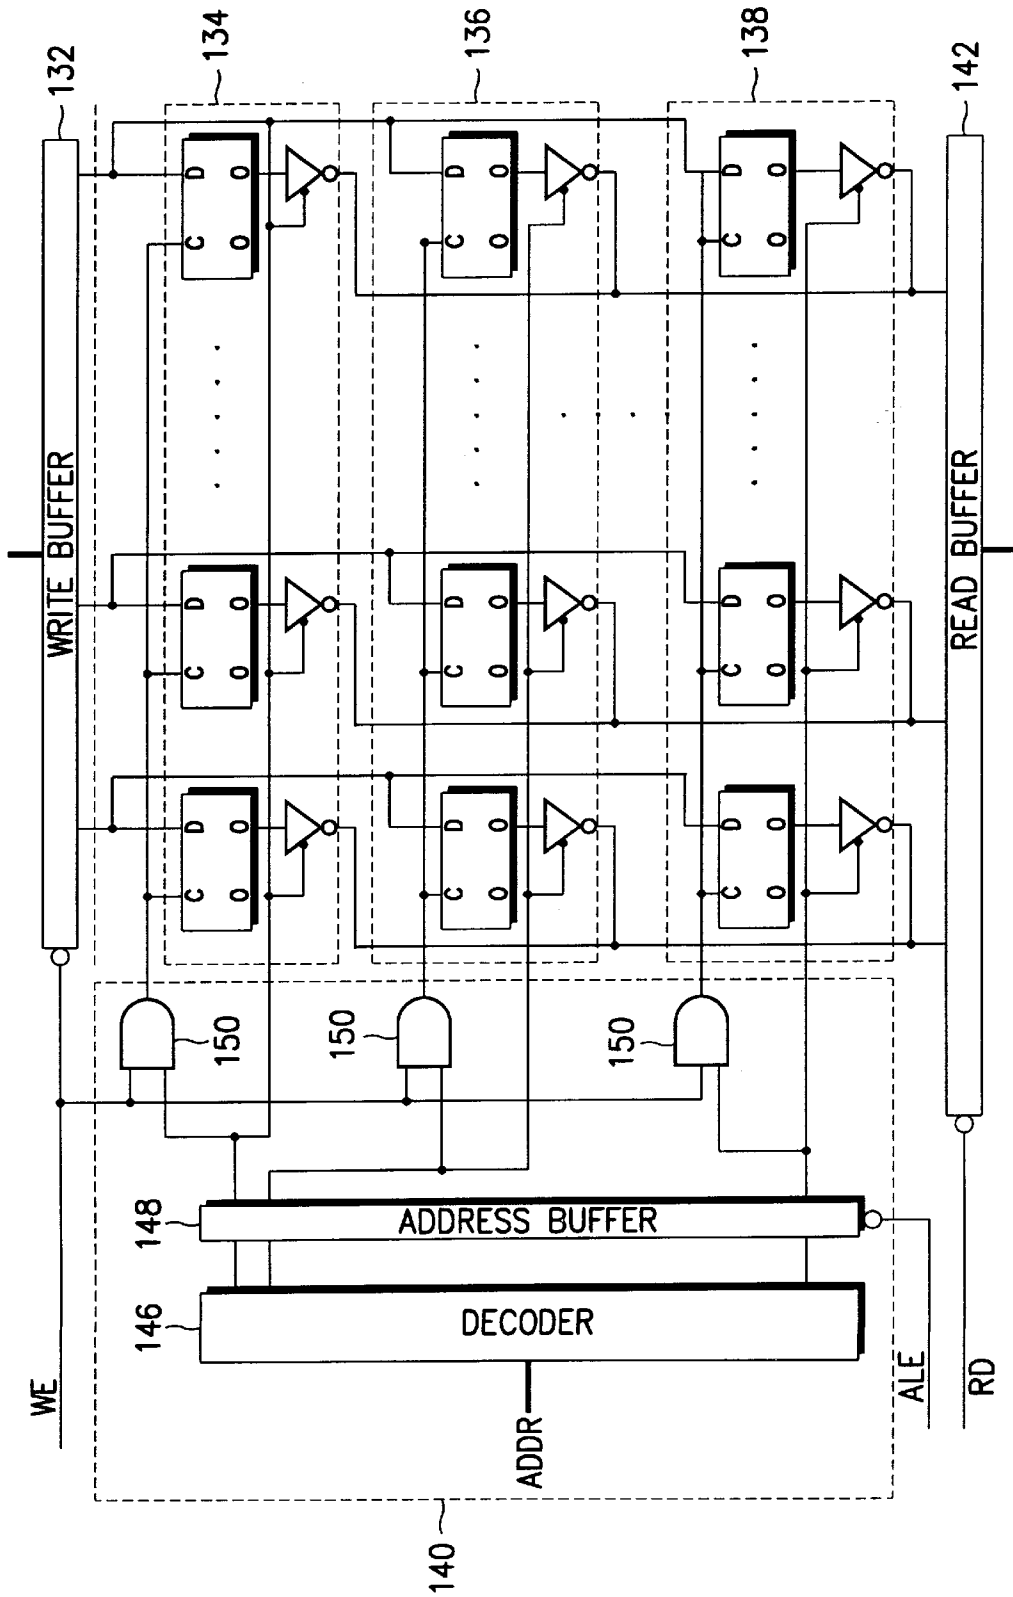 WE
WRITE BUFFER
132
146
148
C D
C D
C D
134
150
O O
O O
O O
150
140
C D
C D
C D
136
O O
O O
O O
ADDR
DECODER
ADDRESS BUFFER
150
C D
C D
C D
138
O O
O O
O O
ALE
READ BUFFER
142
RD